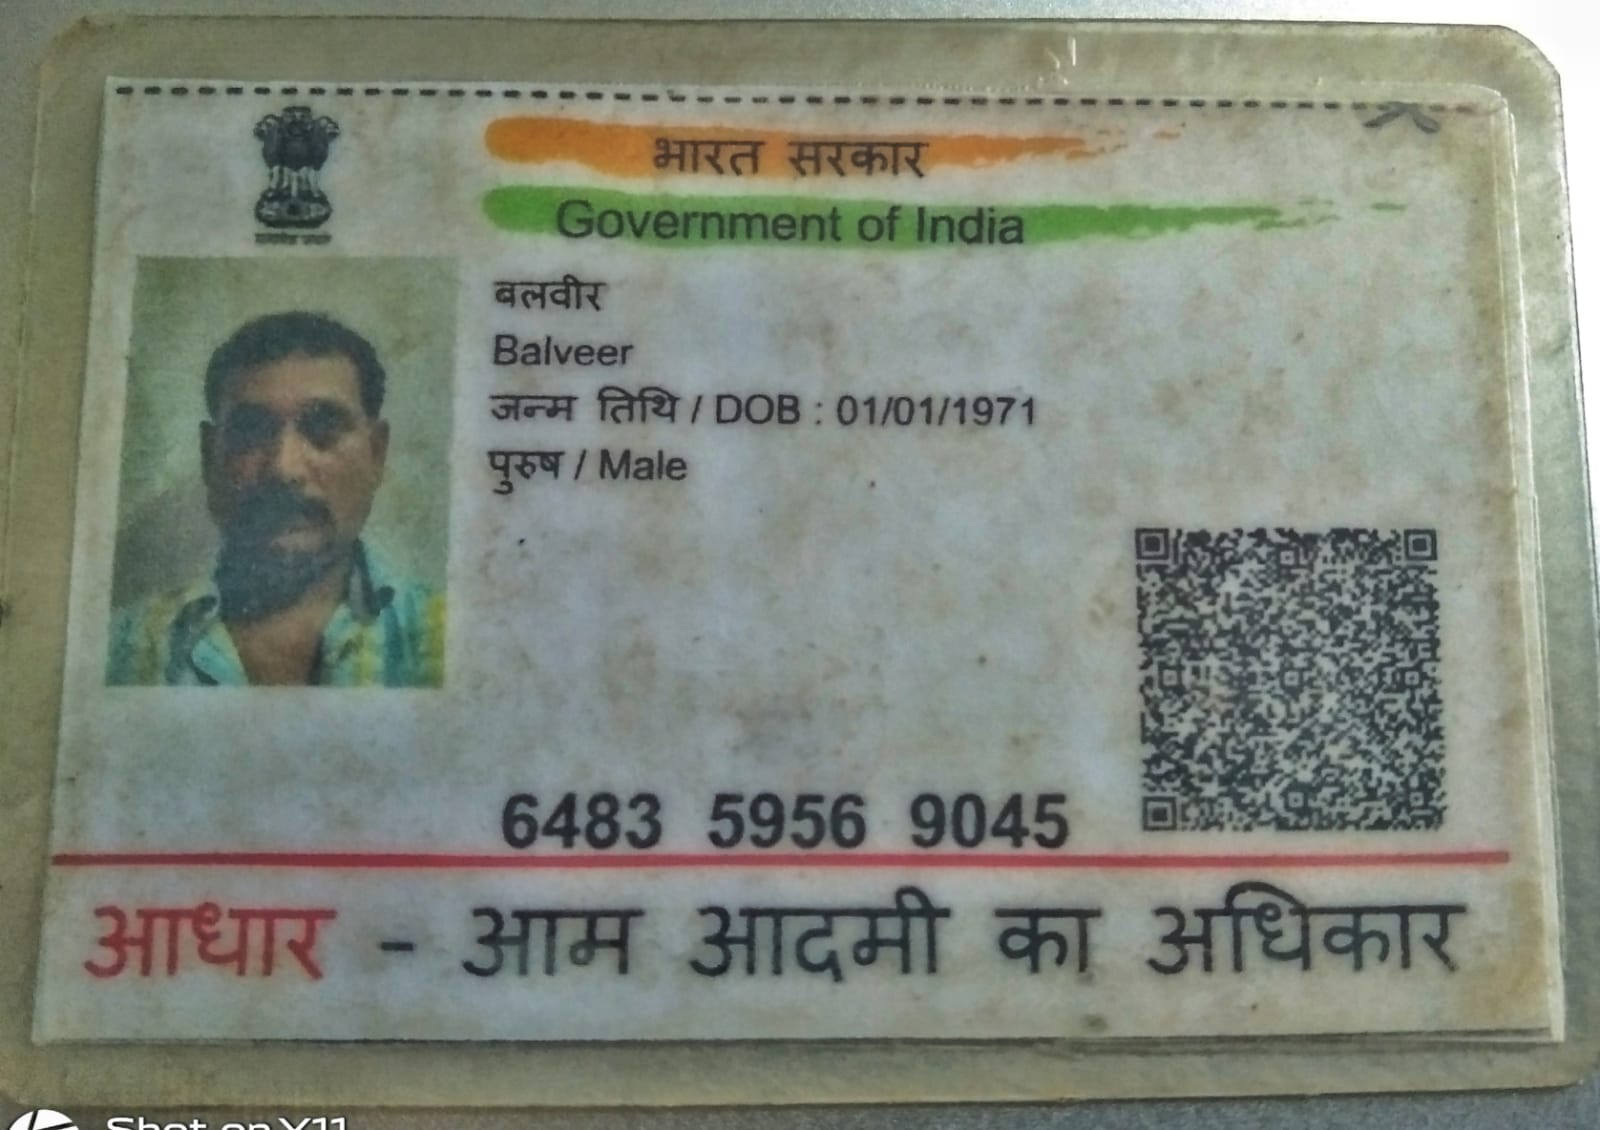 भारत सरकार
Government of India
बलवीर
Balveer
जन्म तिथि / DOB : 01/01/1971
पुरुष / Male
6483 5956 9045
आधार - आम आदमी का अधिकार
Shot on Y11